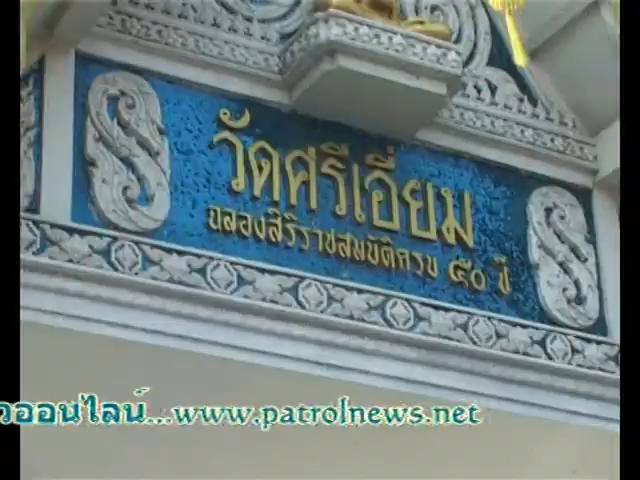 วัดศรีเอี่ยม
ฉลองสิริราชสมบัติครบ ๕๐ ปี
วออนไลน์...www.patrolnews.net